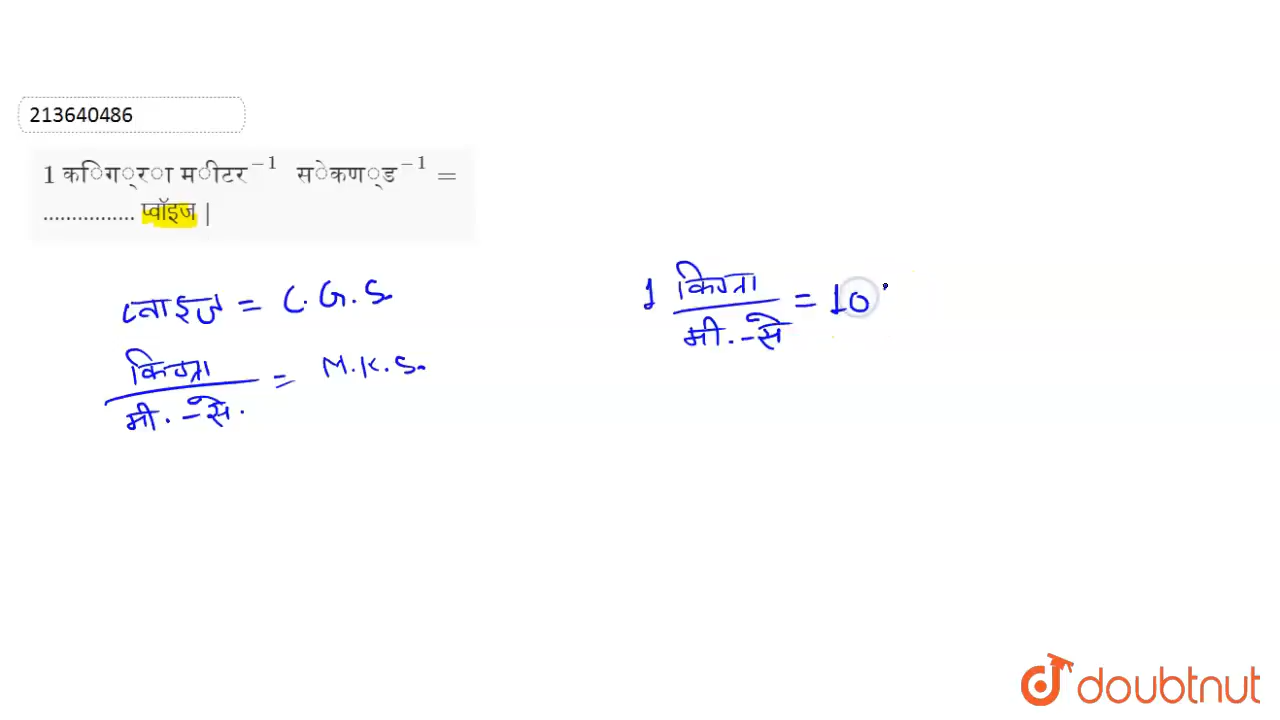 213640486
1 कििग््राा मीीटर⁻¹ सेेकण््ड⁻¹ =
................ प्वॉइज |
प्वाइज = C.G.S.
1 किग्रा / मी.-से = 10
किग्रा / मी.-से. = M.K.S.
doubtnut